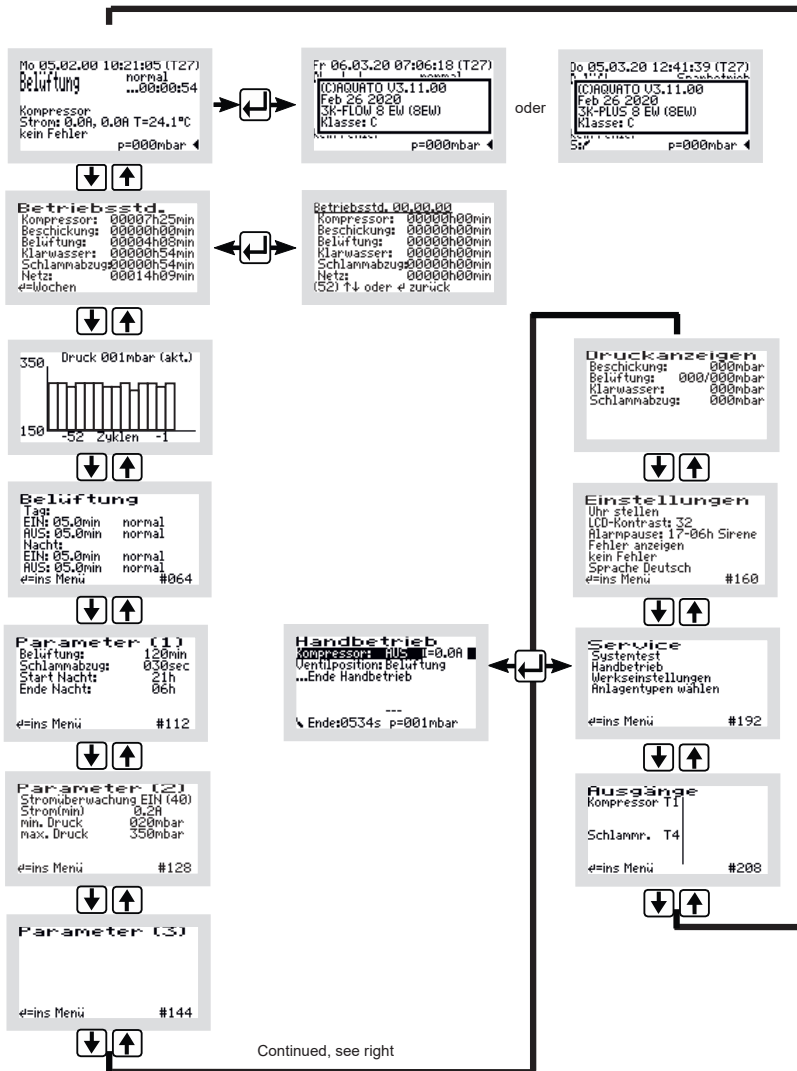 Mo 05.02.00 10:21:05 (T27)
Belüftung normal
...00:00:54
Kompressor
Strom: 0.0A, 0.0A T=24.1°C
kein Fehler
p=000mbar
Fr 06.03.20 07:06:18 (T27)
(C)AQUATO V3.11.00
Feb 26 2020
3K-FLOW 8 EW (8EW)
Klasse: C
p=000mbar
oder
Do 05.03.20 12:41:39 (T27)
(C)AQUATO V3.11.00
Feb 26 2020
3K-PLUS 8 EW (8EW)
Klasse: C
S:/ p=000mbar
Betriebsstd.
Kompressor: 00007h25min
Beschickung: 00000h00min
Belüftung: 00004h08min
Klarwasser: 00000h54min
Schlammabzug:00000h54min
Netz: 00014h09min
↵=Wochen
Betriebsstd. 00.00.00
Kompressor: 00000h00min
Beschickung: 00000h00min
Belüftung: 00000h00min
Klarwasser: 00000h00min
Schlammabzug:00000h00min
Netz: 00000h00min
(52) ↑↓ oder ↵ zurück
Druck 001mbar (akt.)
350
150
-52 Zyklen -1
Belüftung
Tag:
EIN: 05.0min normal
AUS: 05.0min normal
Nacht:
EIN: 05.0min normal
AUS: 05.0min normal
↵=ins Menü #064
Parameter (1)
Belüftung: 120min
Schlammabzug: 030sec
Start Nacht: 21h
Ende Nacht: 06h
↵=ins Menü #112
Parameter (2)
Stromüberwachung EIN (40)
Strom(min) 0.2A
min. Druck 020mbar
max. Druck 350mbar
↵=ins Menü #128
Parameter (3)
↵=ins Menü #144
Continued, see right
Druckanzeigen
Beschickung: 000mbar
Belüftung: 000/000mbar
Klarwasser: 000mbar
Schlammabzug: 000mbar
Einstellungen
Uhr stellen
LCD-Kontrast: 32
Alarmpause: 17-06h Sirene
Fehler anzeigen
kein Fehler
Sprache Deutsch
↵=ins Menü #160
Handbetrieb
Kompressor: AUS I=0.0A
Ventilposition: Belüftung
...Ende Handbetrieb
---
Ende:0534s p=001mbar
Service
Systemtest
Handbetrieb
Werkseinstellungen
Anlagentypen wählen
↵=ins Menü #192
Ausgänge
Kompressor T1
Schlammr. T4
↵=ins Menü #208